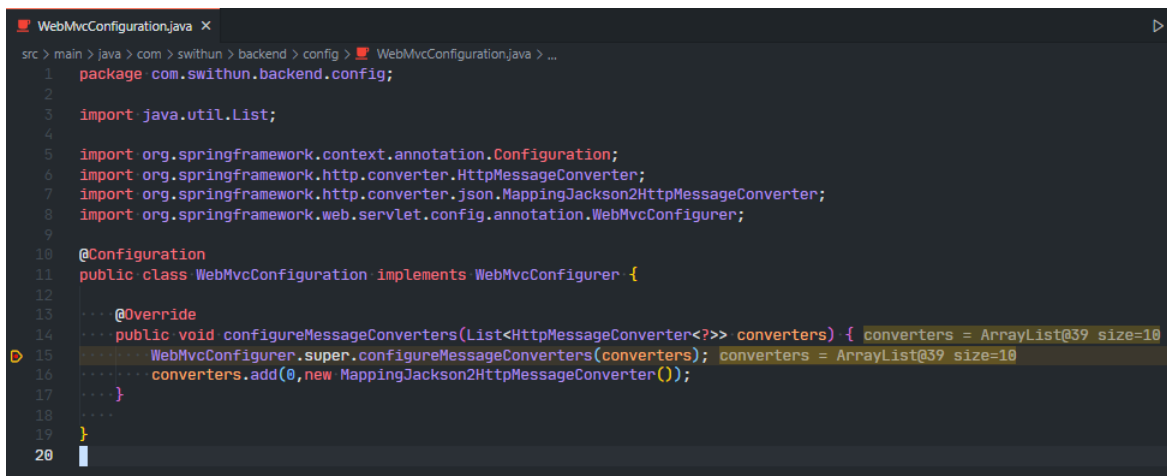 WebMvcConfiguration.java ×
src > main > java > com > swithun > backend > config > WebMvcConfiguration.java > ...
1 package com.swithun.backend.config;
2
3 import java.util.List;
4
5 import org.springframework.context.annotation.Configuration;
6 import org.springframework.http.converter.HttpMessageConverter;
7 import org.springframework.http.converter.json.MappingJackson2HttpMessageConverter;
8 import org.springframework.web.servlet.config.annotation.WebMvcConfigurer;
9
10 @Configuration
11 public class WebMvcConfiguration implements WebMvcConfigurer {
12
13     @Override
14     public void configureMessageConverters(List<HttpMessageConverter<?>> converters) { converters = ArrayList@39 size=10
15         WebMvcConfigurer.super.configureMessageConverters(converters); converters = ArrayList@39 size=10
16         converters.add(0,new MappingJackson2HttpMessageConverter());
17     }
18
19 }
20